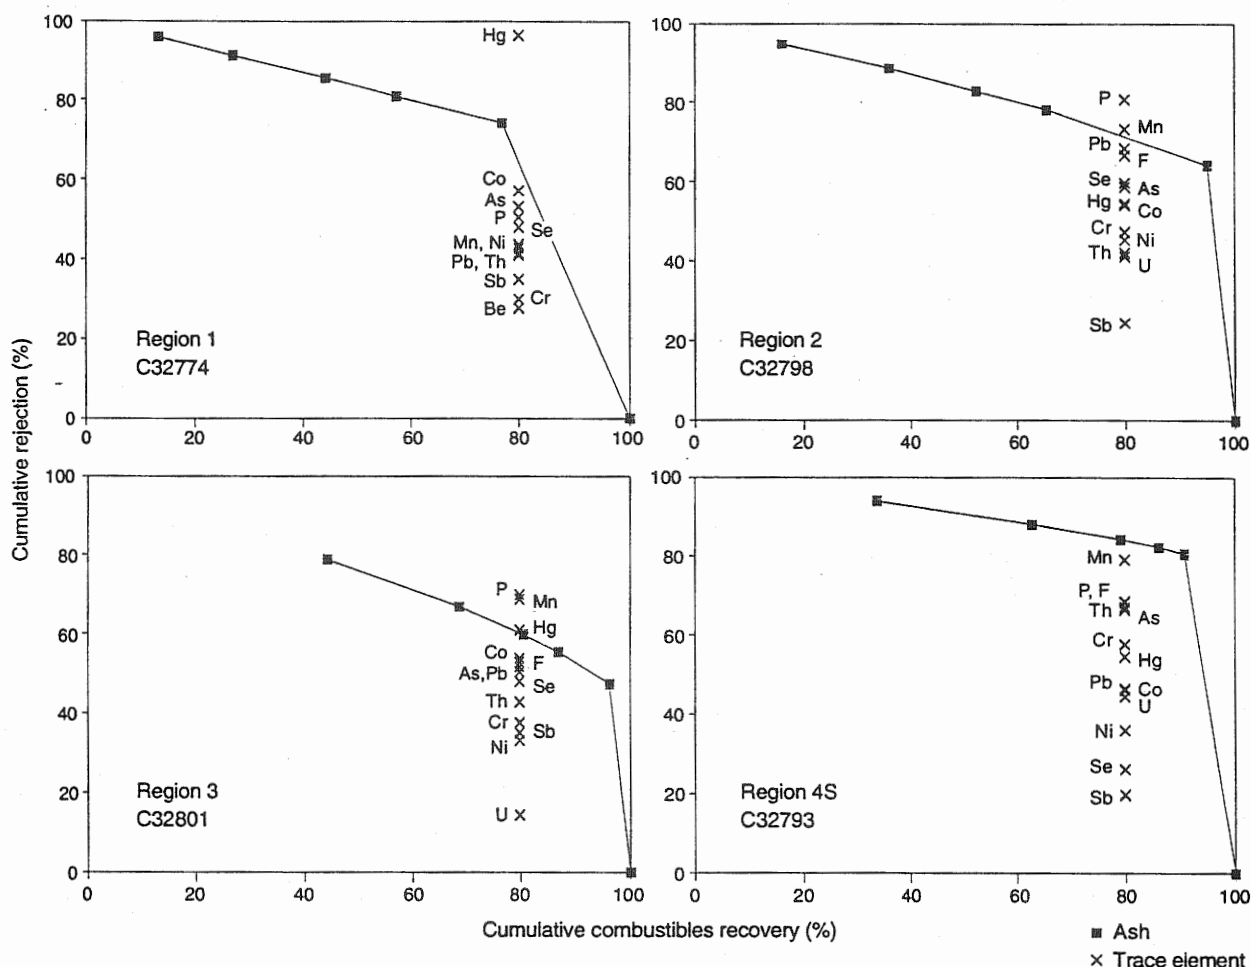 Cumulative rejection (%)
100
80
60
40
20
0
Hg
Co
As
P
Se
Mn, Ni
Pb, Th
Sb
Cr
Be
Region 1
C32774
0 20 40 60 80 100
100
80
60
40
20
0
P
Mn
Pb
F
Se
As
Hg
Co
Cr
Ni
Th
U
Sb
Region 2
C32798
0 20 40 60 80 100
100
80
60
40
20
0
P
Mn
Hg
Co
F
As,Pb
Se
Th
Cr
Sb
Ni
U
Region 3
C32801
0 20 40 60 80 100
100
80
60
40
20
0
Mn
P, F
Th
As
Cr
Hg
Pb
Co
U
Ni
Se
Sb
Region 4S
C32793
0 20 40 60 80 100
Cumulative combustibles recovery (%)
Ash
Trace element